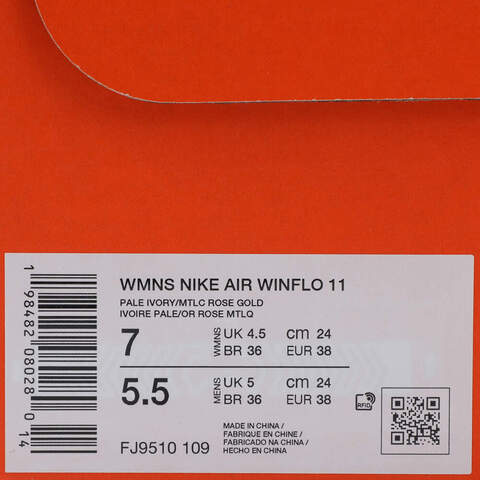 WMNS NIKE AIR WINFLO 11
PALE IVORY/MTLC ROSE GOLD
IVOIRE PALE/OR ROSE MTLQ
7 WMNS UK 4.5 cm 24
BR 36 EUR 38
5.5 MENS UK 5 cm 24
BR 36 EUR 38
RFID
FJ9510 109
MADE IN CHINA /
FABRIQUE EN CHINE /
FABRICADO NA CHINA /
HECHO EN CHINA
1 98482 08028 014